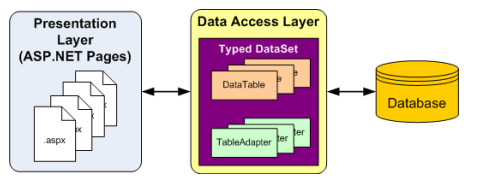 Presentation
Layer
(ASP.NET Pages)
.aspx
Data Access Layer
Typed DataSet
DataTable
TableAdapter
Database